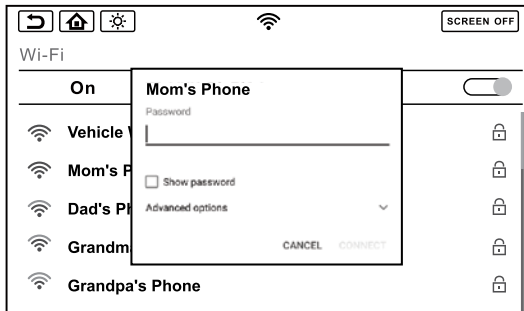 SCREEN OFF
Wi-Fi
On
Mom's Phone
Password
Vehicle
Mom's P
Show password
Dad's Ph
Advanced options
Grandm
CANCEL CONNECT
Grandpa's Phone